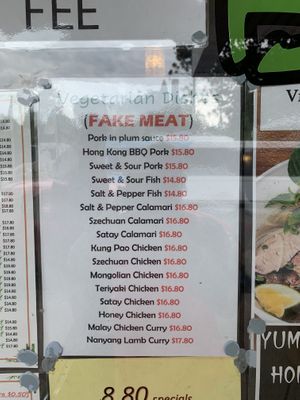 FEE
Vegetarian Dishes
(FAKE MEAT)
Pork in plum sauce $15.80
Hong Kong BBQ Pork $15.80
Sweet & Sour Pork $15.80
Sweet & Sour Fish $14.80
Salt & Pepper Fish $14.80
Salt & Pepper Calamari $16.80
Szechuan Calamari $16.80
Satay Calamari $16.80
Kung Pao Chicken $16.80
Szechuan Chicken $16.80
Mongolian Chicken $16.80
Teriyaki Chicken $16.80
Satay Chicken $16.80
Honey Chicken $16.80
Malay Chicken Curry $16.80
Nanyang Lamb Curry $17.80
8.80 specials
YUM